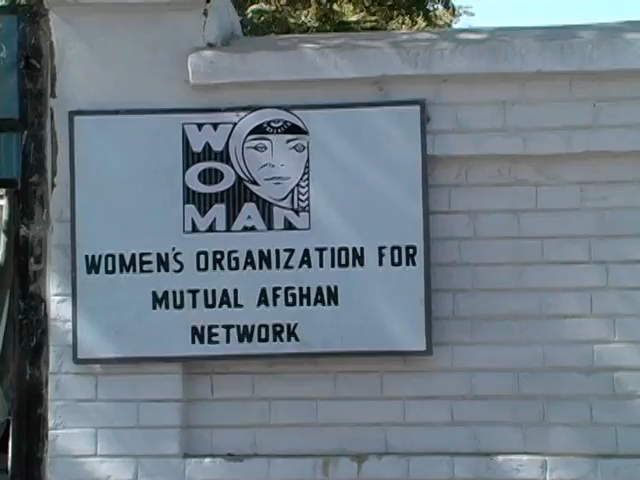 WO
MAN
WOMEN'S ORGANIZATION FOR
MUTUAL AFGHAN
NETWORK